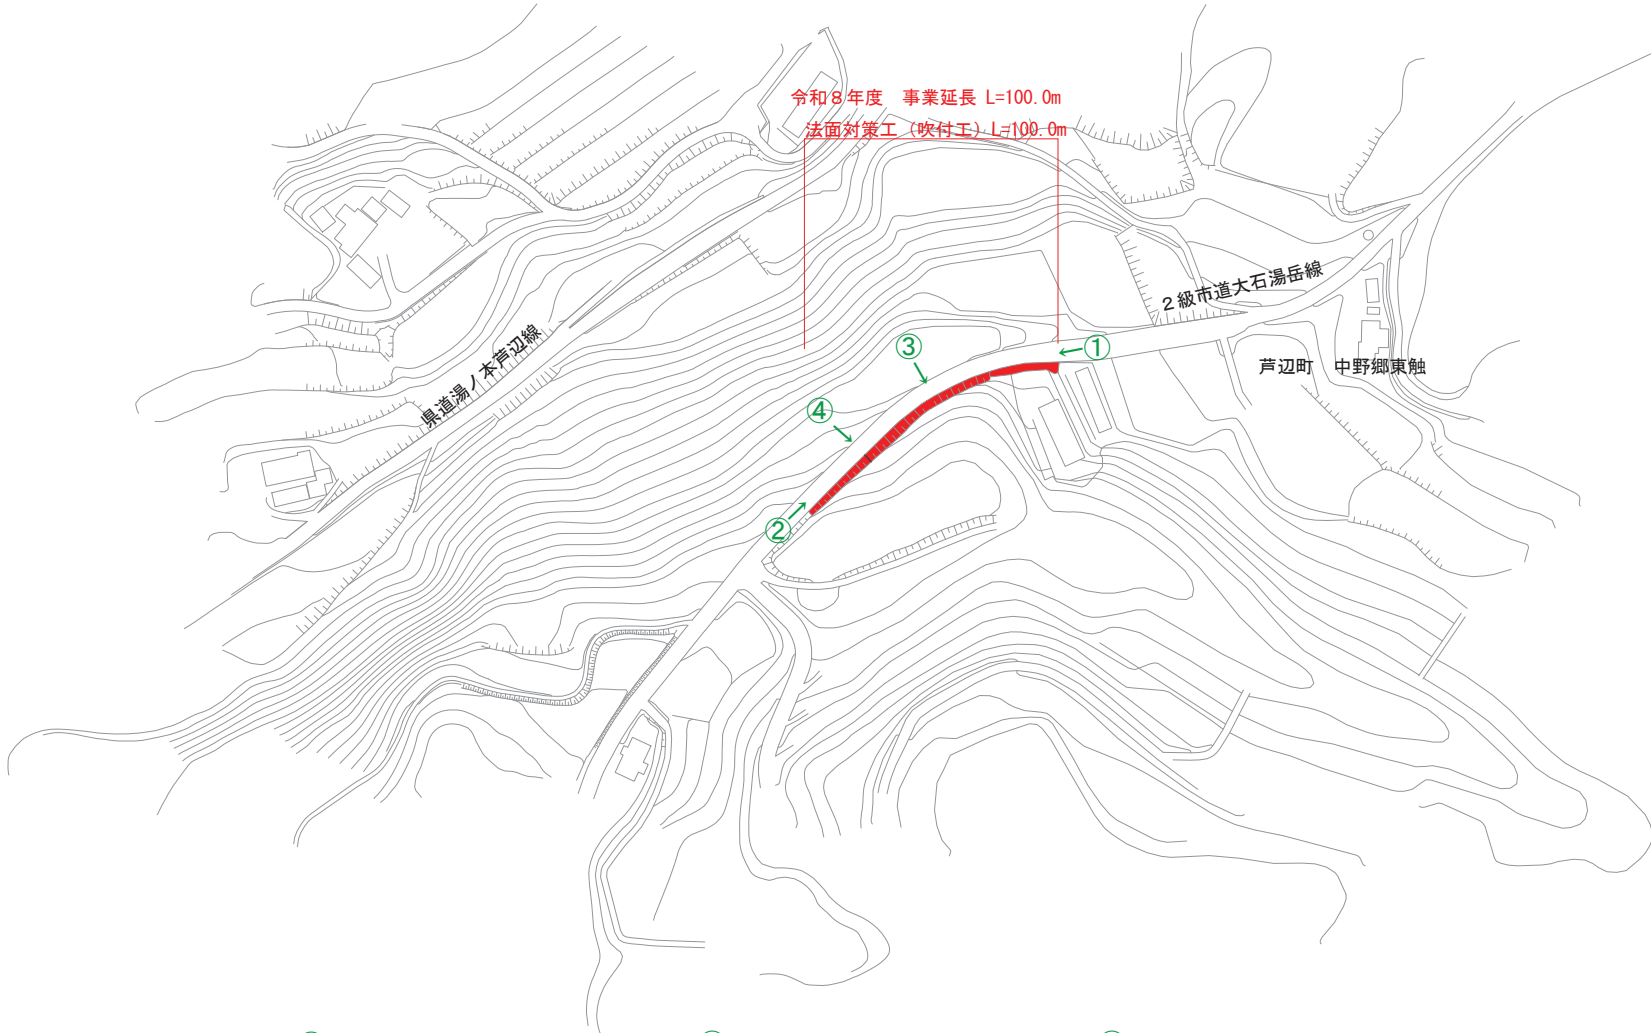 令和８年度　事業延長 L=100.0m
法面対策工（吹付工）L=100.0m
２級市道大石湯岳線
県道湯ノ本芦辺線
芦辺町　中野郷東触
①
③
④
②